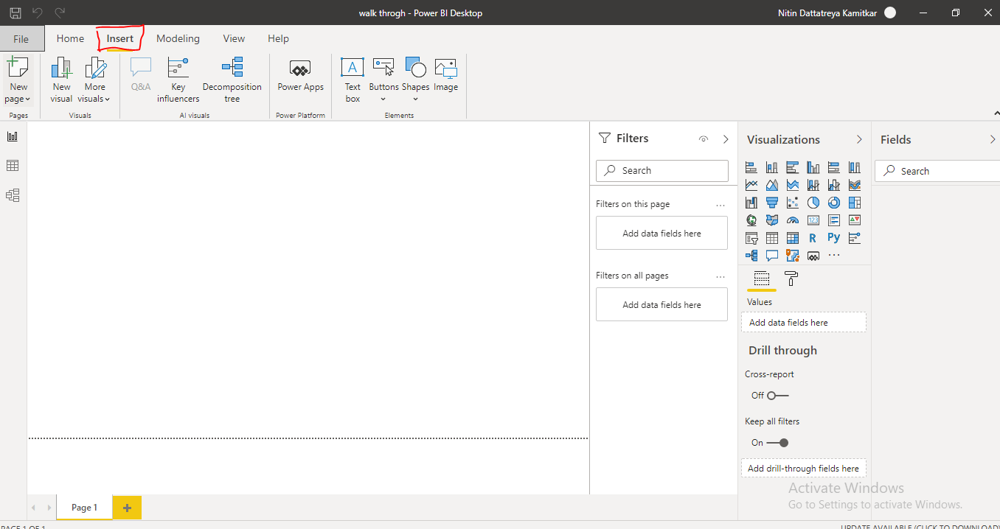 walk throgh - Power BI Desktop
Nitin Dattatreya Kamitkar
File Home Insert Modeling View Help
New page
New visual
More visuals
Q&A
Key influencers
Decomposition tree
Power Apps
Text box
Buttons
Shapes
Image
Pages
Visuals
AI visuals
Power Platform
Elements
Filters
Search
Filters on this page
...
Add data fields here
Filters on all pages
...
Add data fields here
Visualizations
123
R
Py
...
Values
Add data fields here
Drill through
Cross-report
Off
Keep all filters
On
Add drill-through fields here
Fields
Search
Activate Windows
Go to Settings to activate Windows.
Page 1
PAGE 1 OF 1
UPDATE AVAILABLE (CLICK TO DOWNLOAD)